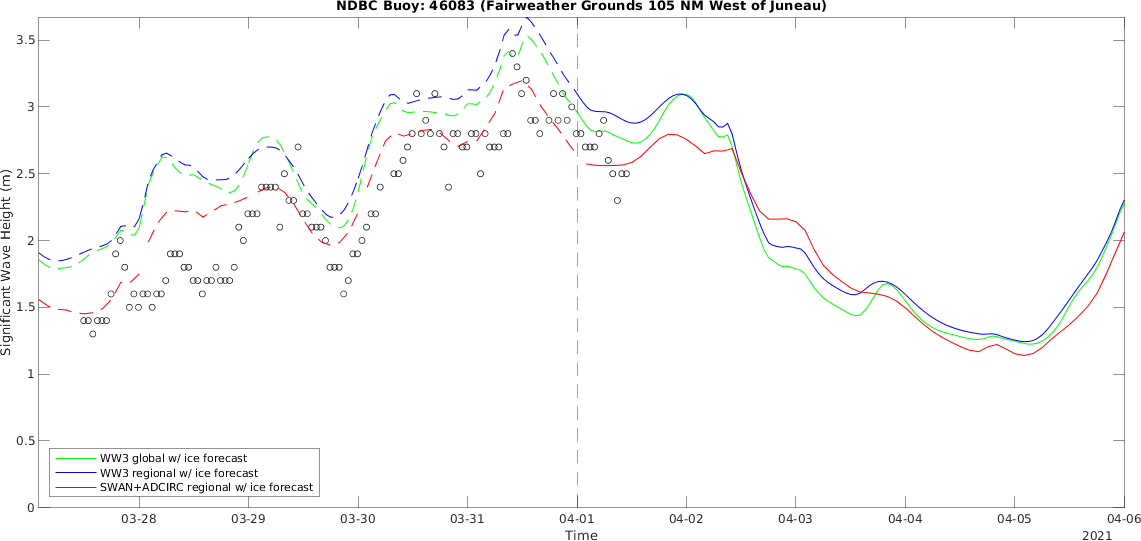 NDBC Buoy: 46083 (Fairweather Grounds 105 NM West of Juneau)
3.5
3
2.5
2
1.5
1
0.5
0
Significant Wave Height (m)
WW3 global w/ ice forecast
WW3 regional w/ ice forecast
SWAN+ADCIRC regional w/ ice forecast
03-28 03-29 03-30 03-31 04-01 04-02 04-03 04-04 04-05 04-06
Time
2021